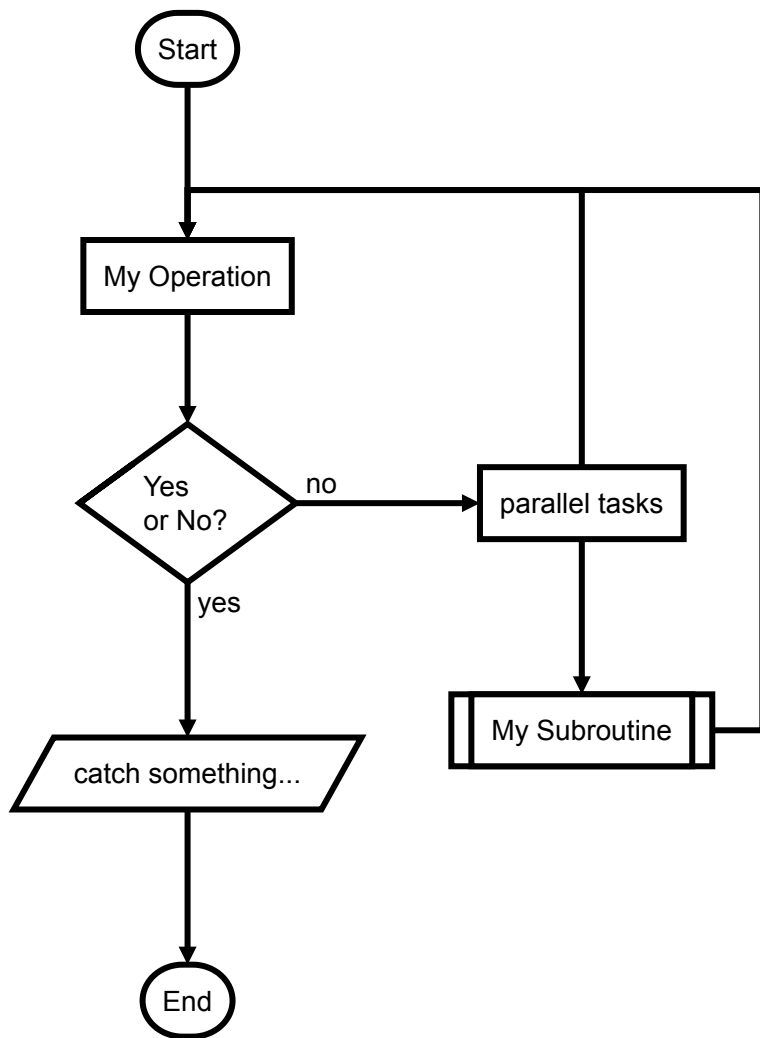 Start
My Operation
Yes
or No?
no
parallel tasks
yes
My Subroutine
catch something...
End